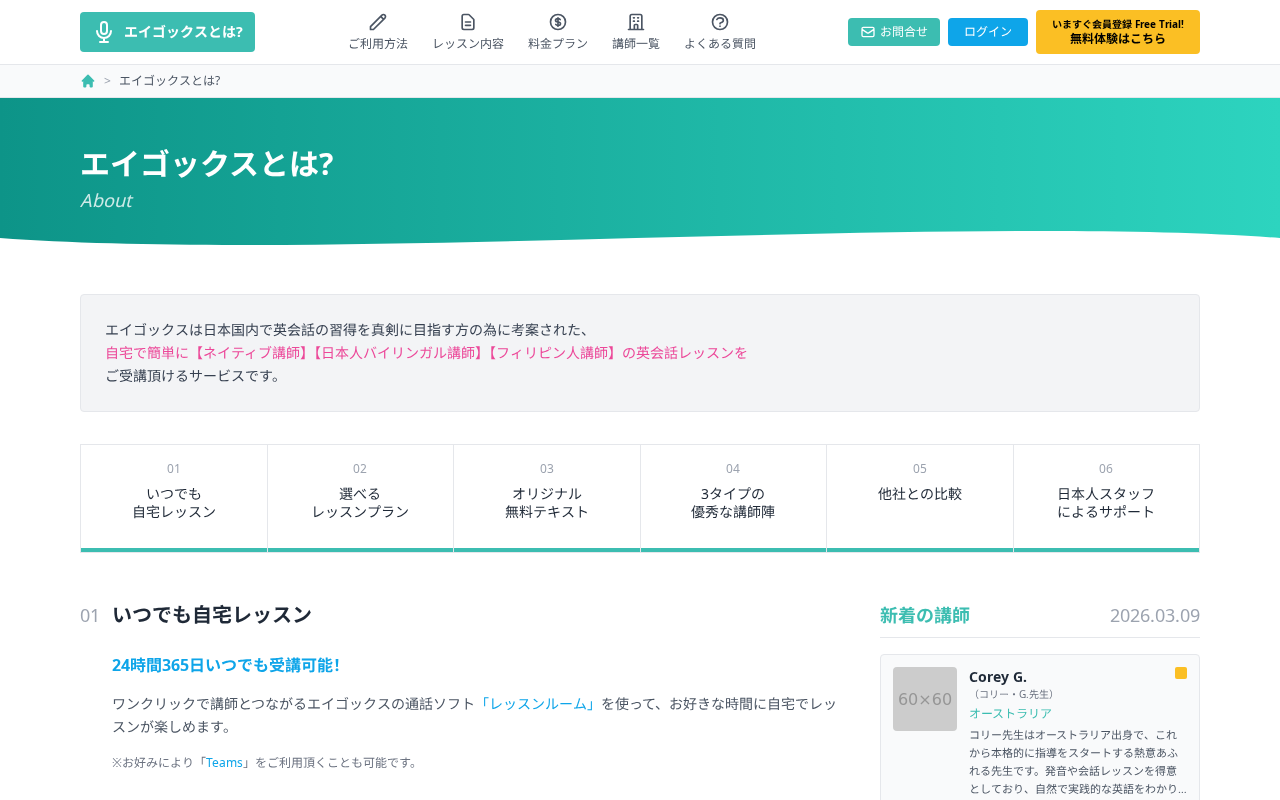 エイゴックスとは?
ご利用方法
レッスン内容
料金プラン
講師一覧
よくある質問
お問合せ
ログイン
いますぐ会員登録 Free Trial!
無料体験はこちら
> エイゴックスとは?
エイゴックスとは?
About
エイゴックスは日本国内で英会話の習得を真剣に目指す方の為に考案された、
自宅で簡単に【ネイティブ講師】【日本人バイリンガル講師】【フィリピン人講師】の英会話レッスンを
ご受講頂けるサービスです。
01
いつでも
自宅レッスン
02
選べる
レッスンプラン
03
オリジナル
無料テキスト
04
3タイプの
優秀な講師陣
05
他社との比較
06
日本人スタッフ
によるサポート
01 いつでも自宅レッスン
24時間365日いつでも受講可能!
ワンクリックで講師とつながるエイゴックスの通話ソフト「レッスンルーム」を使って、お好きな時間に自宅でレッ
スンが楽しめます。
※お好みにより「Teams」をご利用頂くことも可能です。
新着の講師 2026.03.09
60×60
Corey G.
（コリー・G.先生）
オーストラリア
コリー先生はオーストラリア出身で、これ
から本格的に指導をスタートする熱意あふ
れる先生です。発音や会話レッスンを得意
としており、自然で実践的な英語をわかり...